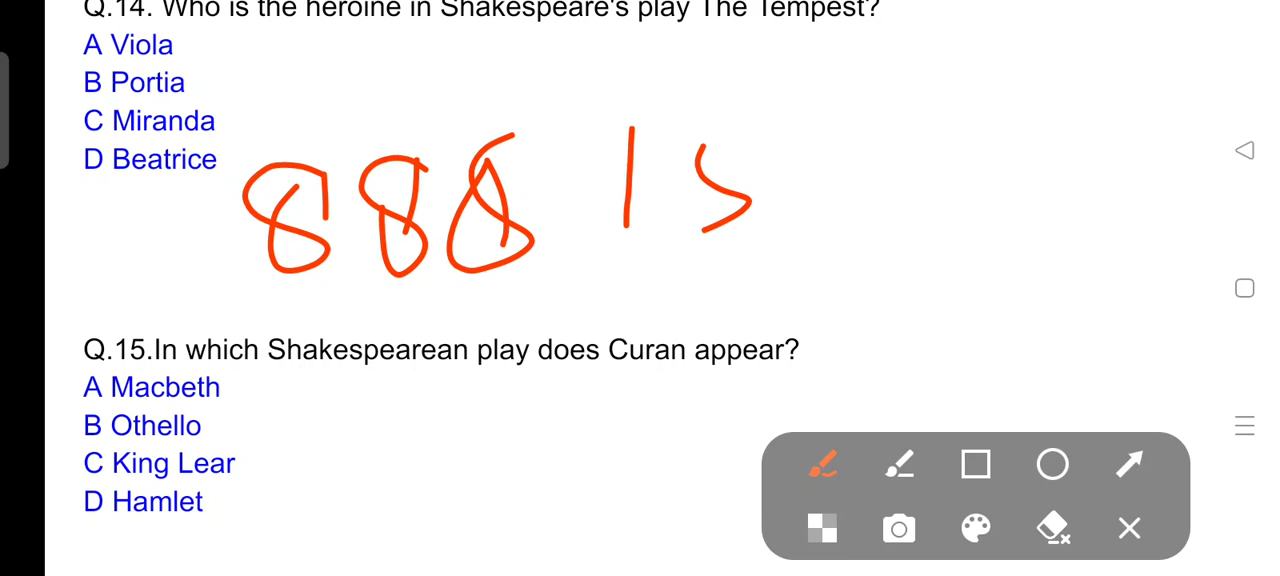 Q.14. Who is the heroine in Shakespeare's play The Tempest?
A Viola
B Portia
C Miranda
D Beatrice
888 1
Q.15.In which Shakespearean play does Curan appear?
A Macbeth
B Othello
C King Lear
D Hamlet